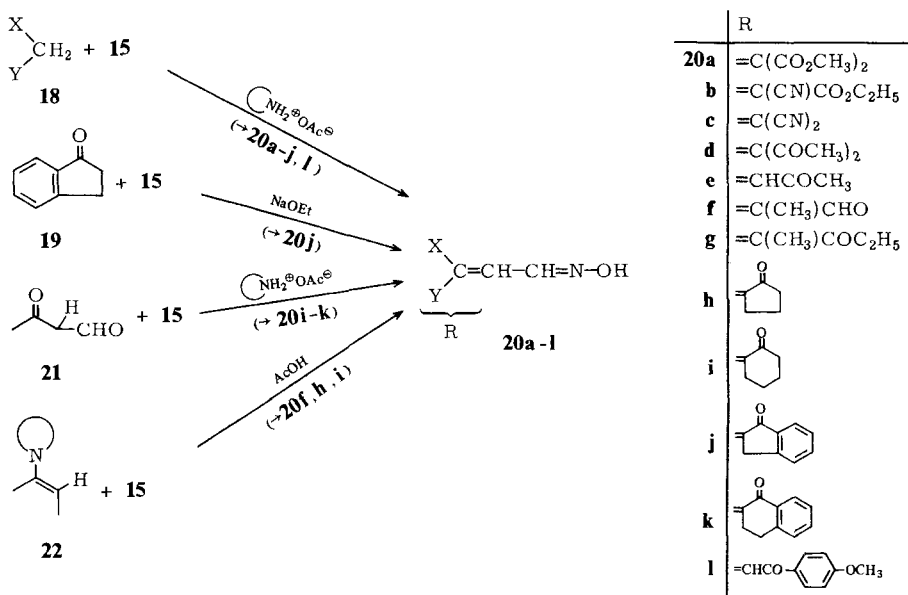 X
Y
CH₂ + 15
18
NH₂⊕OAc⊖
(→20a-j, l)
O
+ 15
19
NaOEt
(→20j)
X
Y
C=CH-CH=N-OH
R
20a-l
O
H
CHO + 15
21
NH₂⊕OAc⊖
(→ 20i-k)
N
H
+ 15
22
AcOH
(→20f, h, i)
R
20a =C(CO₂CH₃)₂
b =C(CN)CO₂C₂H₅
c =C(CN)₂
d =C(COCH₃)₂
e =CHCOCH₃
f =C(CH₃)CHO
g =C(CH₃)COC₂H₅
h O
i O
j O
k O
l =CHCO-OCH₃